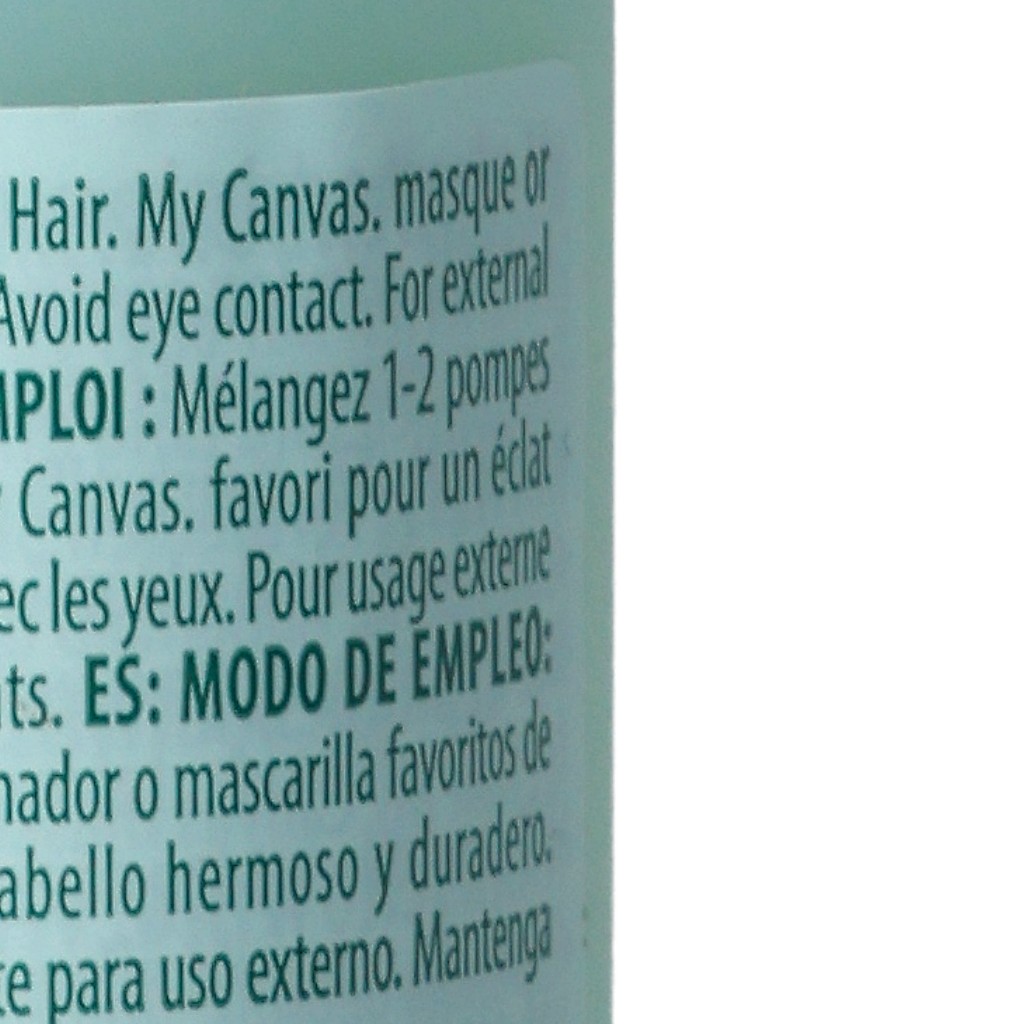 Hair. My Canvas. masque or
Avoid eye contact. For external
MPLOI : Mélangez 1-2 pompes
Canvas. favori pour un éclat
ec les yeux. Pour usage externe
ts. ES: MODO DE EMPLEO:
nador o mascarilla favoritos de
abello hermoso y duradero.
te para uso externo. Mantenga